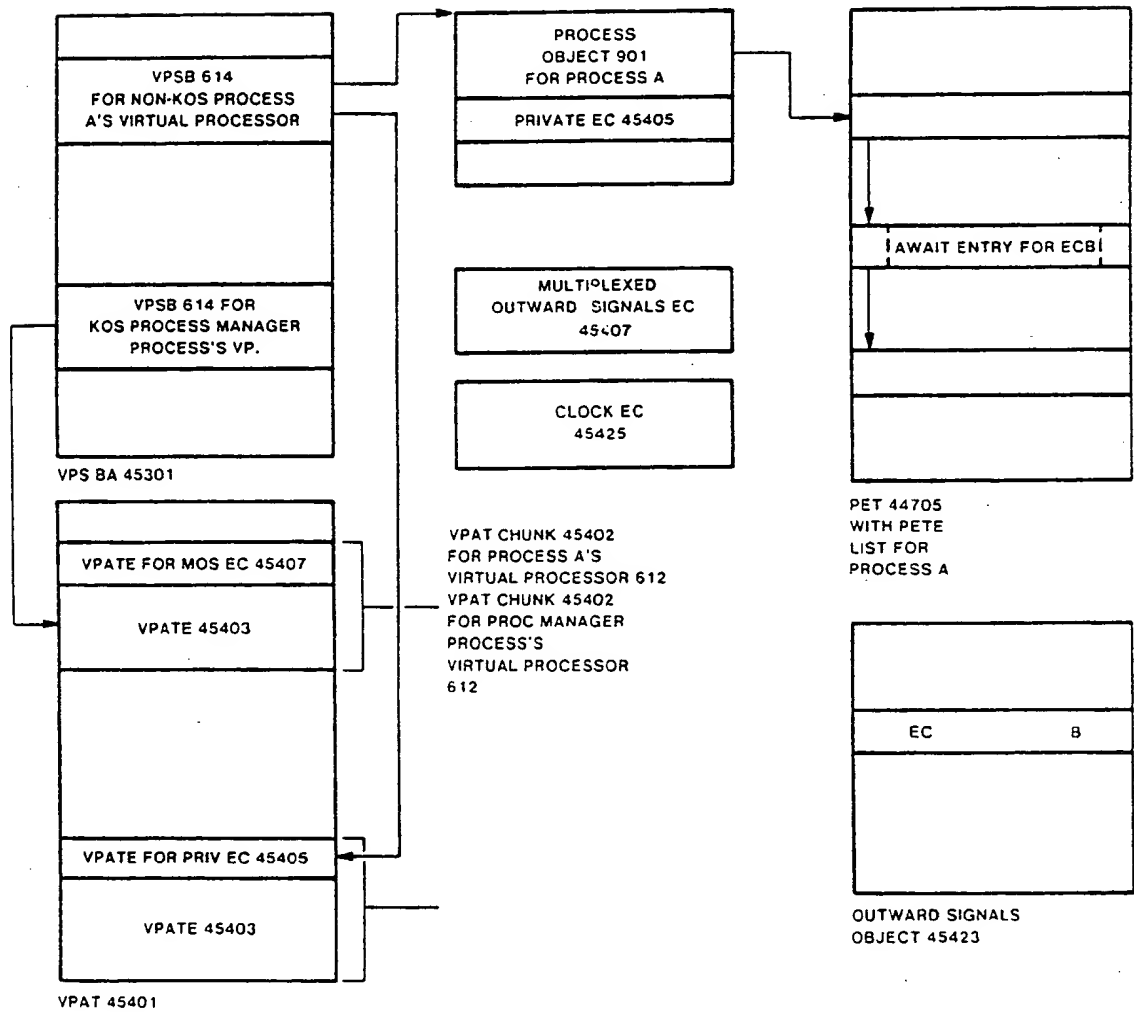 VPSB 614
FOR NON-KOS PROCESS
A'S VIRTUAL PROCESSOR
VPSB 614 FOR
KOS PROCESS MANAGER
PROCESS'S VP.
VPS BA 45301
PROCESS
OBJECT 901
FOR PROCESS A
PRIVATE EC 45405
MULTIPLEXED
OUTWARD SIGNALS EC
45407
CLOCK EC
45425
AWAIT ENTRY FOR ECB
PET 44705
WITH PETE
LIST FOR
PROCESS A
VPATE FOR MOS EC 45407
VPATE 45403
VPATE FOR PRIV EC 45405
VPATE 45403
VPAT 45401
VPAT CHUNK 45402
FOR PROCESS A'S
VIRTUAL PROCESSOR 612
VPAT CHUNK 45402
FOR PROC MANAGER
PROCESS'S
VIRTUAL PROCESSOR
612
EC B
OUTWARD SIGNALS
OBJECT 45423